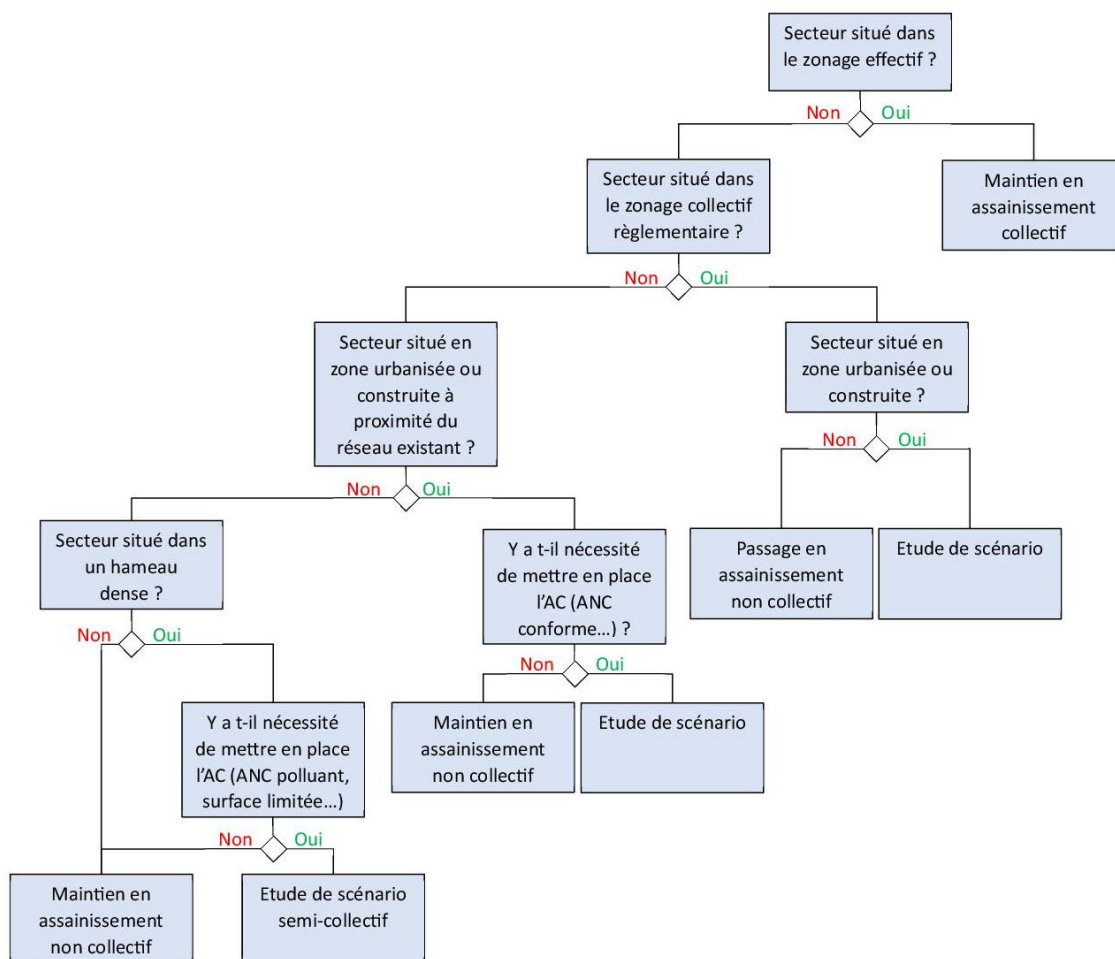 Secteur situé dans
le zonage effectif ?
Non
Oui
Secteur situé dans
le zonage collectif
règlementaire ?
Maintien en
assainissement
collectif
Non
Oui
Secteur situé en
zone urbanisée ou
construite à
proximité du
réseau existant ?
Secteur situé en
zone urbanisée ou
construite ?
Non
Oui
Non
Oui
Secteur situé dans
un hameau
dense ?
Y a t-il nécessité
de mettre en place
l'AC (ANC
conforme...) ?
Passage en
assainissement
non collectif
Etude de scénario
Non
Oui
Non
Oui
Y a t-il nécessité
de mettre en place
l'AC (ANC polluant,
surface limitée...)
Maintien en
assainissement
non collectif
Etude de scénario
Non
Oui
Maintien en
assainissement
non collectif
Etude de scénario
semi-collectif